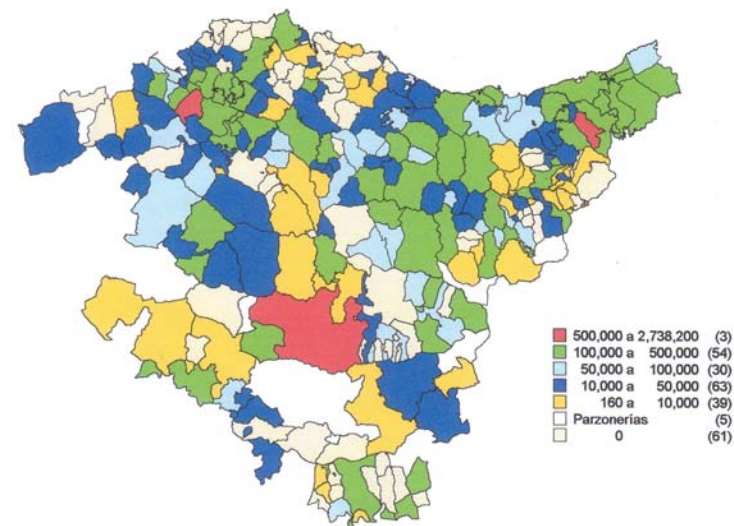 500,000 a 2,738,200 (3)
100,000 a 500,000 (54)
50,000 a 100,000 (30)
10,000 a 50,000 (63)
160 a 10,000 (39)
Parzonerías (5)
0 (61)